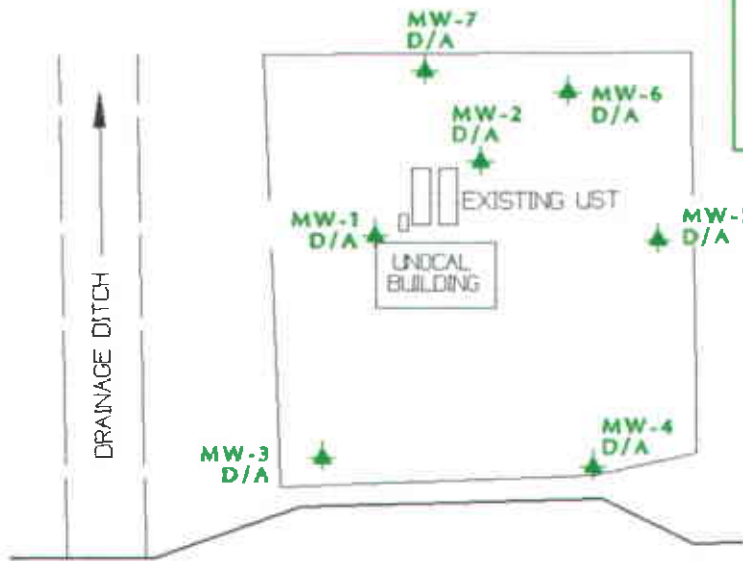 MW-7
D/A
MW-6
D/A
MW-2
D/A
EXISTING UST
MW-1
D/A
D/A
UNOCAL
BUILDING
DRAINAGE DITCH
MW-3
D/A
MW-4
D/A